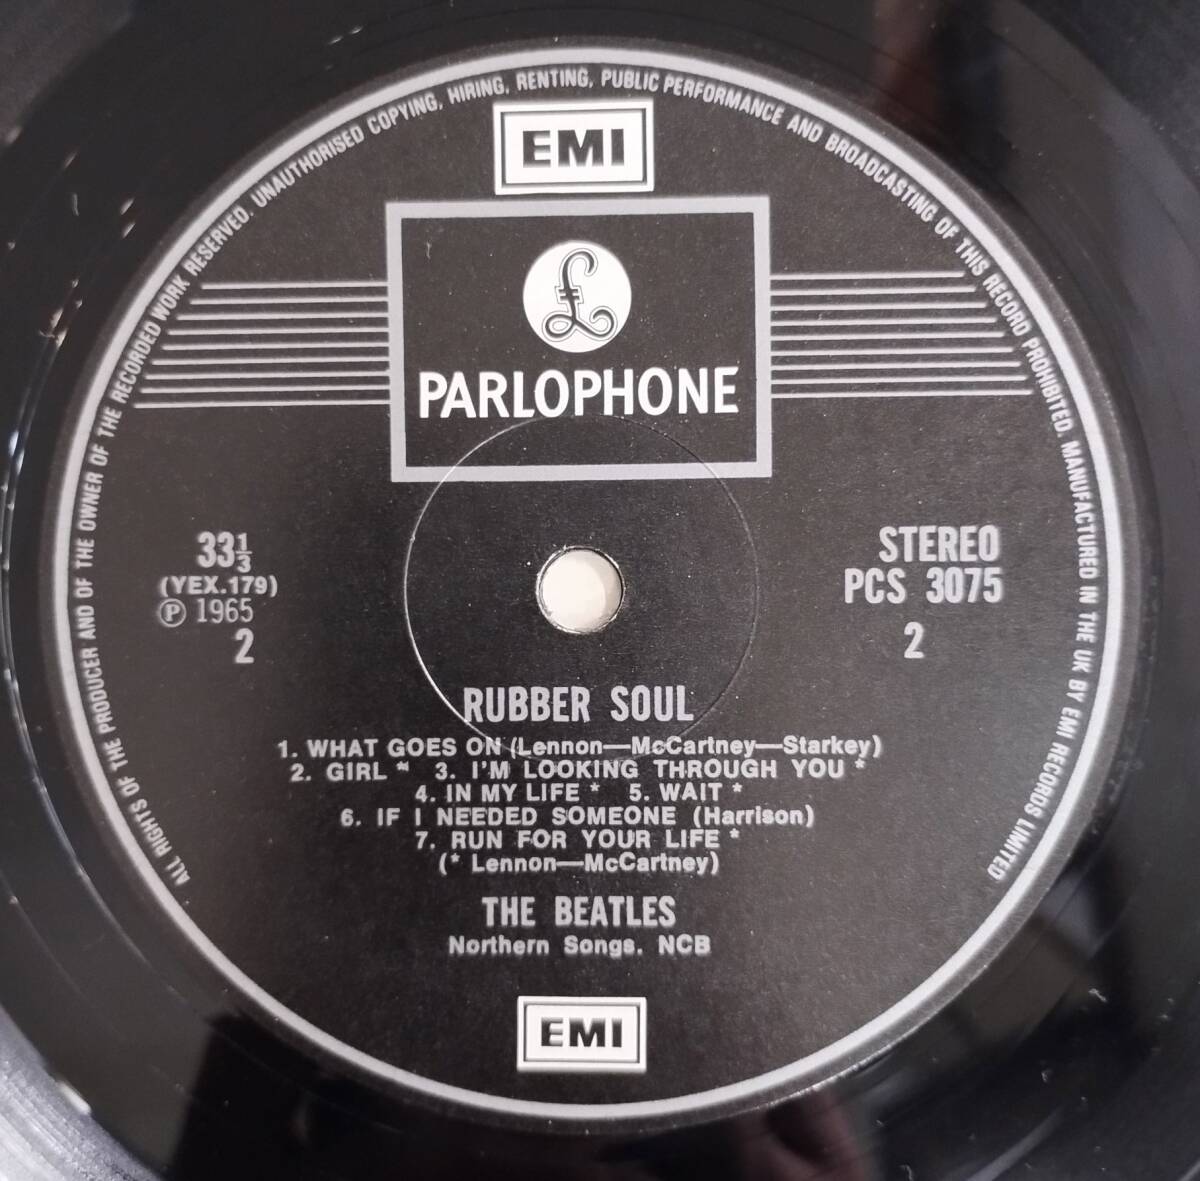 ALL RIGHTS OF THE PRODUCER AND OF THE OWNER OF THE RECORDED WORK RESERVED. UNAUTHORISED COPYING, HIRING, RENTING, PUBLIC PERFORMANCE AND BROADCASTING OF THIS RECORD PROHIBITED. MANUFACTURED IN THE UK BY EMI RECORDS LIMITED
EMI
£
PARLOPHONE
33⅓
(YEX.179)
℗ 1965
2
STEREO
PCS 3075
2
RUBBER SOUL
1. WHAT GOES ON (Lennon—McCartney—Starkey)
2. GIRL * 3. I'M LOOKING THROUGH YOU *
4. IN MY LIFE * 5. WAIT *
6. IF I NEEDED SOMEONE (Harrison)
7. RUN FOR YOUR LIFE *
(* Lennon—McCartney)
THE BEATLES
Northern Songs. NCB
EMI